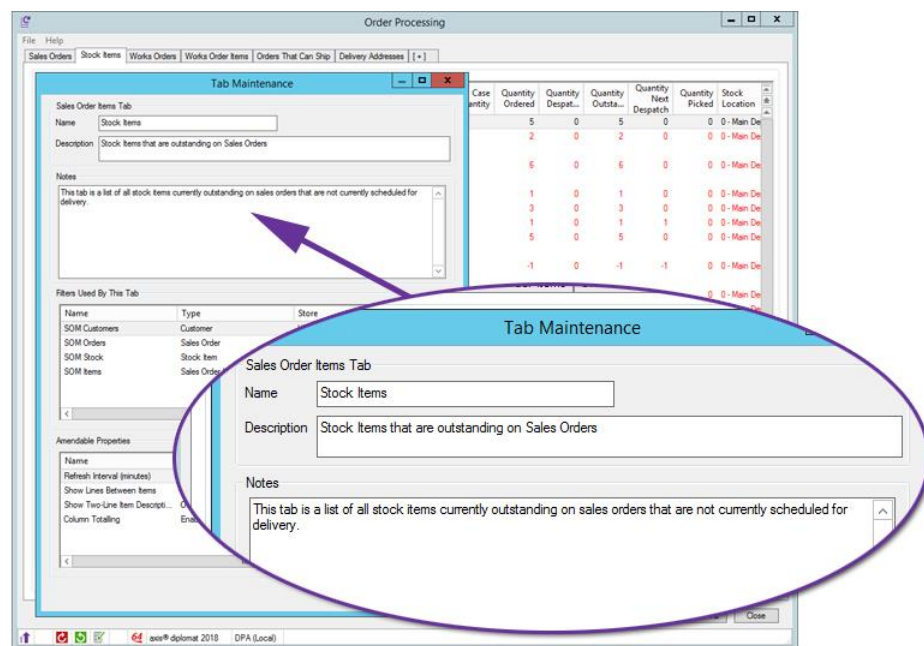 Order Processing
File Help
Sales Orders Stock Items Works Orders Works Order Items Orders That Can Ship Delivery Addresses [ + ]
Tab Maintenance
Case Quantity Quantity Quantity Quantity Next Quantity Stock
Ordered Despat... Outsta... Despatch Picked Location
5 0 5 0 0 0 - Main De
2 0 2 0 0 0 - Main De
6 0 6 0 0 0 - Main De
1 0 1 0 0 0 - Main De
3 0 3 0 0 0 - Main De
1 0 1 1 0 0 - Main De
5 0 5 0 0 0 - Main De
-1 0 -1 -1 0 0 - Main De
0 0 - Main De
Sales Order Items Tab
Name Stock Items
Description Stock Items that are outstanding on Sales Orders
Notes
This tab is a list of all stock items currently outstanding on sales orders that are not currently scheduled for
delivery.
Filters Used By This Tab
Name Type Store
SOM Customers Customer
SOM Orders Sales Order
SOM Stock Stock Item
SOM Items Sales Order
Amendable Properties
Name
Refresh Interval (minutes)
Show Lines Between Items
Show Two-Line Item Descripti...
Column Totalling
Tab Maintenance
Sales Order Items Tab
Name Stock Items
Description Stock Items that are outstanding on Sales Orders
Notes
This tab is a list of all stock items currently outstanding on sales orders that are not currently scheduled for
delivery.
Close
64 axis® diplomat 2018 DPA (Local)